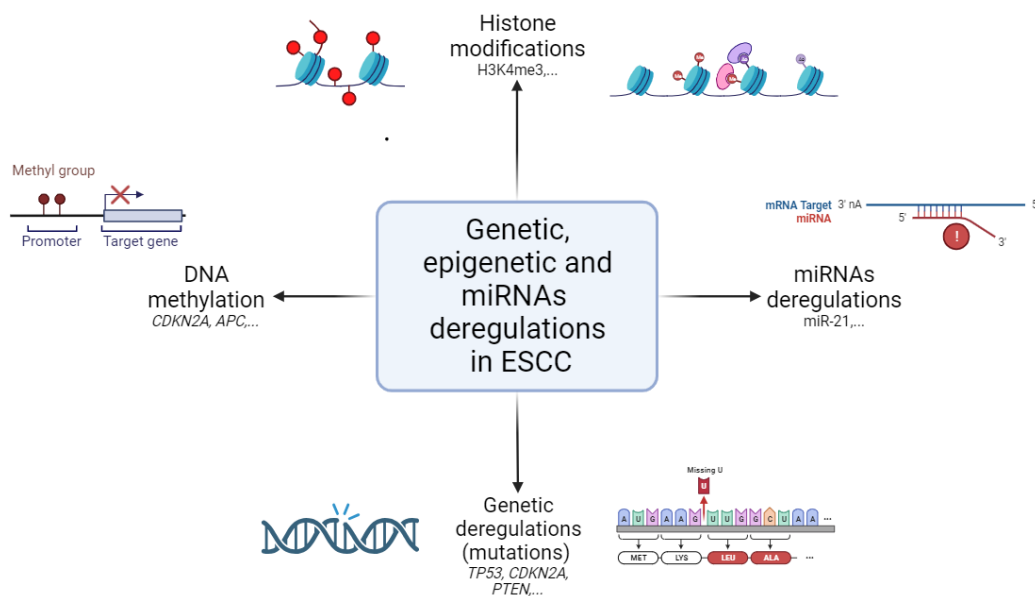 Histone
modifications
H3K4me3,...
Methyl group
Promoter
Target gene
DNA
methylation
CDKN2A, APC,...
Genetic,
epigenetic and
miRNAs
deregulations
in ESCC
mRNA Target
miRNA
3' nA
5'
5'
3'
miRNAs
deregulations
miR-21,...
Genetic
deregulations
(mutations)
TP53, CDKN2A,
PTEN,...
Missing U
U
A U G A A G U U G G C U A A ...
MET LYS LEU ALA ...